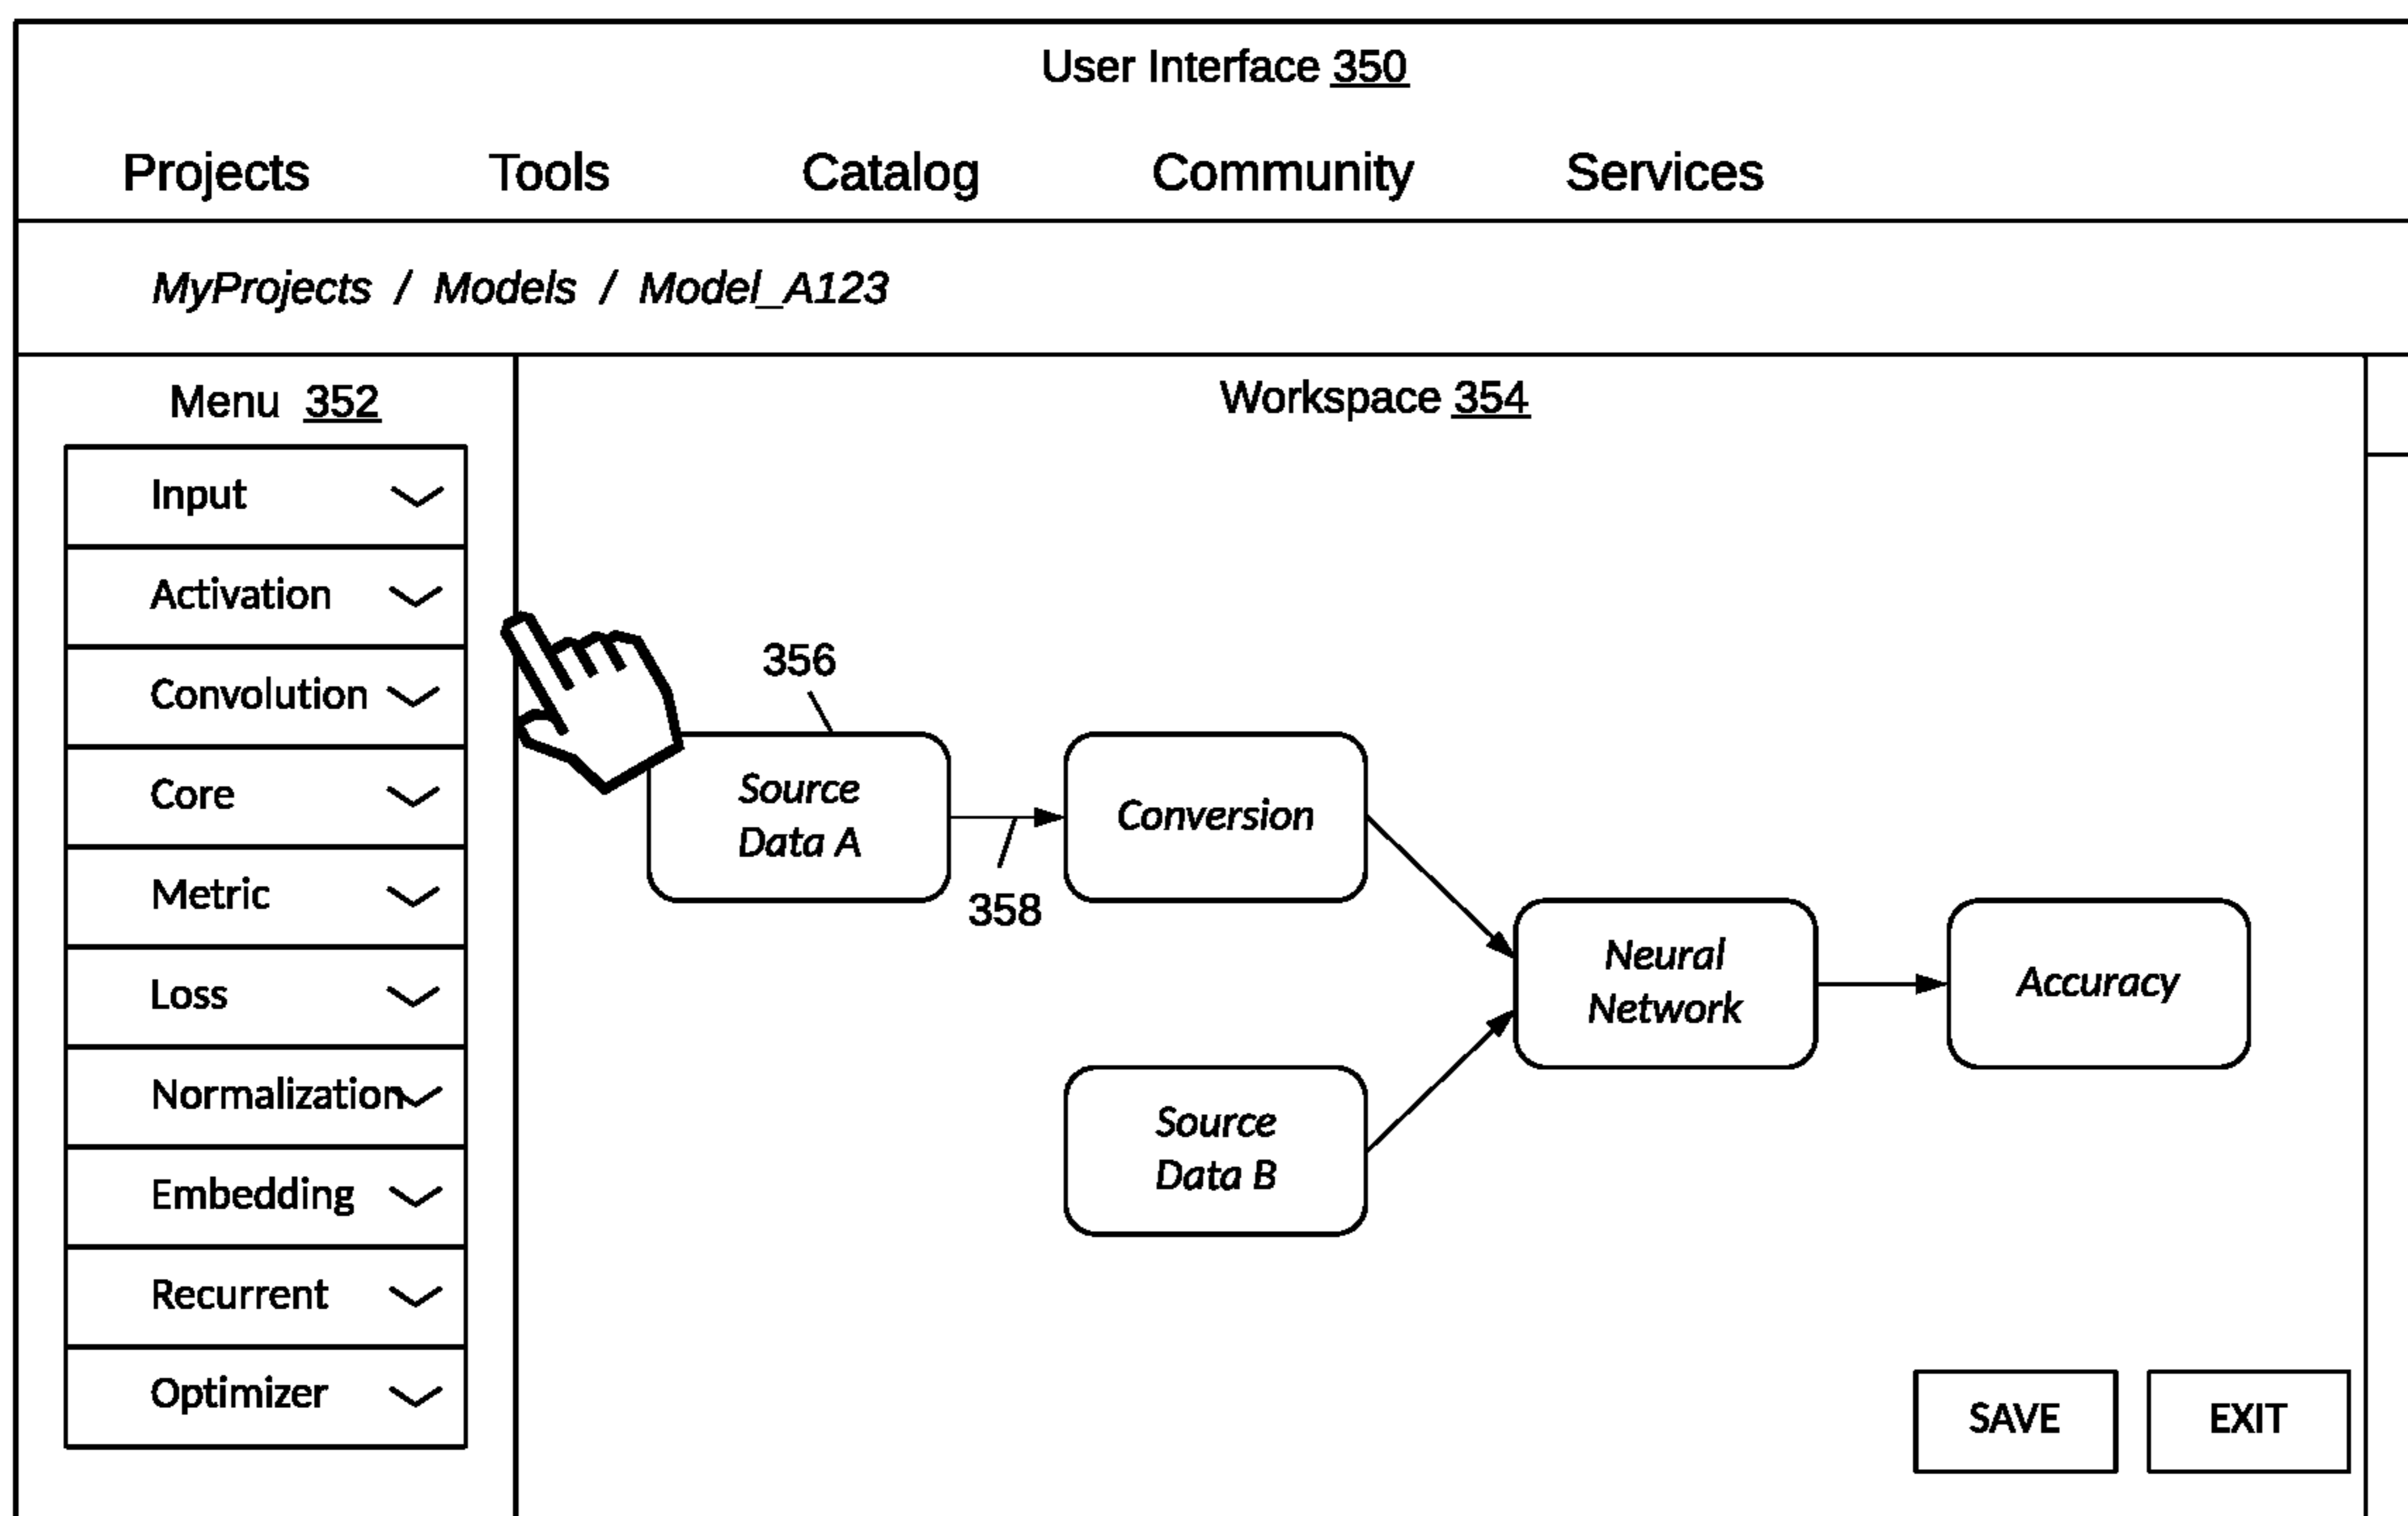 User Interface 350
Projects Tools Catalog Community Services
MyProjects / Models / Model_A123
Menu 352
Input
Activation
Convolution
Core
Metric
Loss
Normalization
Embedding
Recurrent
Optimizer
Workspace 354
356
Source
Data A
358
Conversion
Neural
Network
Accuracy
Source
Data B
SAVE EXIT